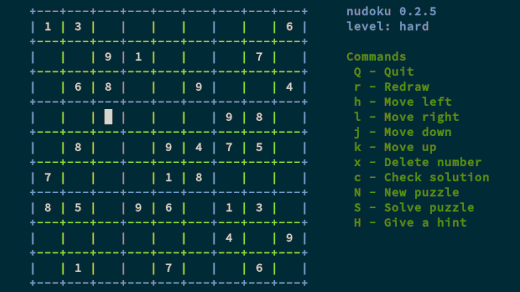 nudoku 0.2.5
level: hard
Commands
Q - Quit
r - Redraw
h - Move left
l - Move right
j - Move down
k - Move up
x - Delete number
c - Check solution
N - New puzzle
S - Solve puzzle
H - Give a hint
1 3 6
9 1 7
6 8 9 4
9 8
8 9 4 7 5
7 1 8
8 5 9 6 1 3
4 9
1 7 6